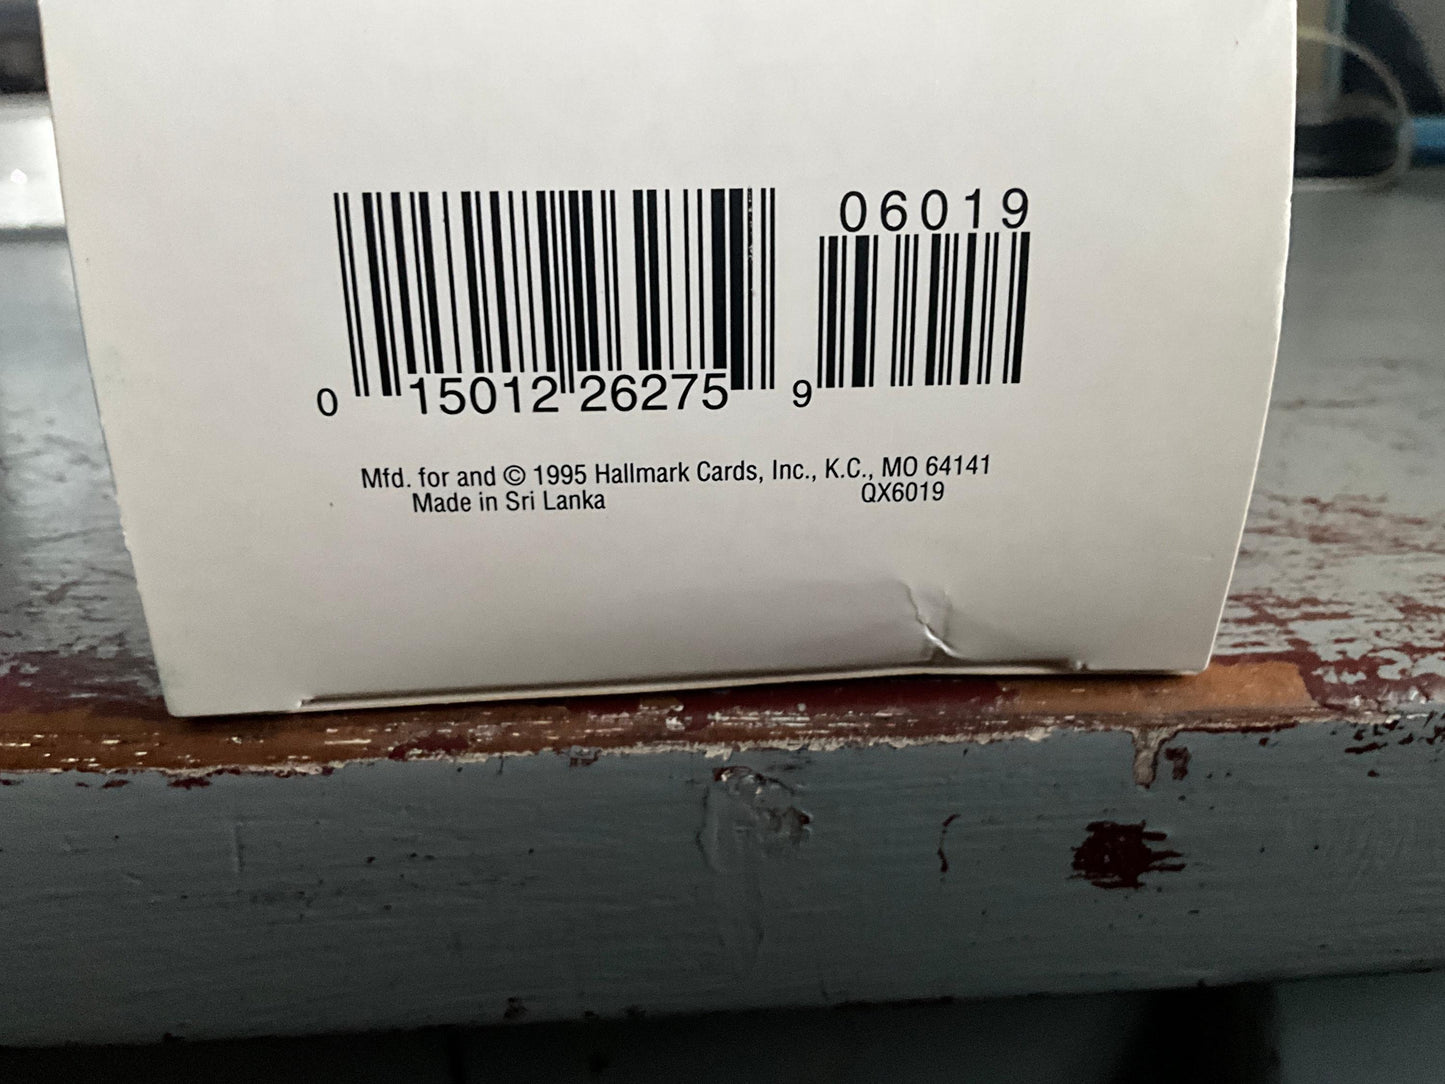 06019
0 15012 26275 9
Mfd. for and © 1995 Hallmark Cards, Inc., K.C., MO 64141
Made in Sri Lanka QX6019